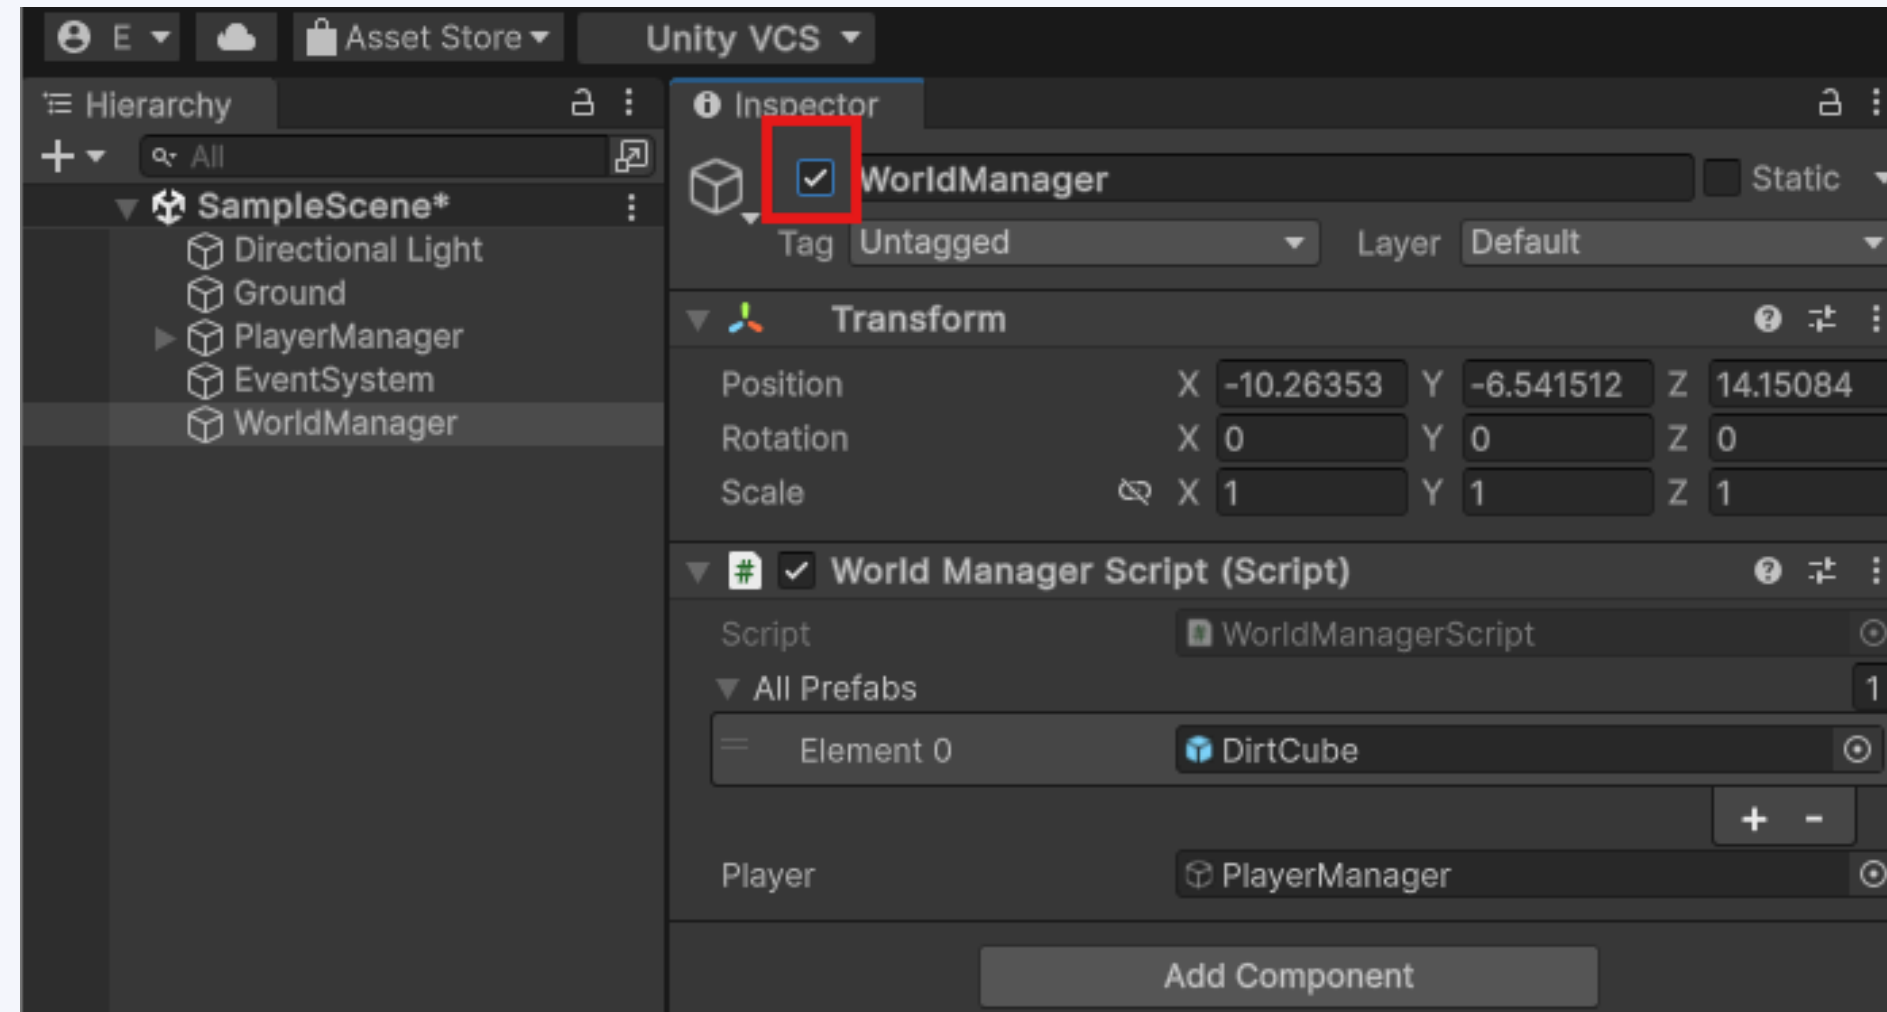 E
Asset Store
Unity VCS
Hierarchy
All
SampleScene*
Directional Light
Ground
PlayerManager
EventSystem
WorldManager
Inspector
WorldManager
Static
Tag Untagged
Layer Default
Transform
Position X -10.26353 Y -6.541512 Z 14.15084
Rotation X 0 Y 0 Z 0
Scale X 1 Y 1 Z 1
# World Manager Script (Script)
Script # WorldManagerScript
All Prefabs 1
Element 0 DirtCube
+ -
Player PlayerManager
Add Component